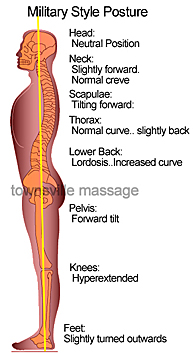 Military Style Posture
Head:
Neutral Position
Neck:
Slightly forward.
Normal creve
Scapulae:
Tilting forward:
Thorax:
Normal curve.. slightly back
Lower Back:
Lordosis..Increased curve
townsville massage
Pelvis:
Forward tilt
Knees:
Hyperextended
Feet:
Slightly turned outwards